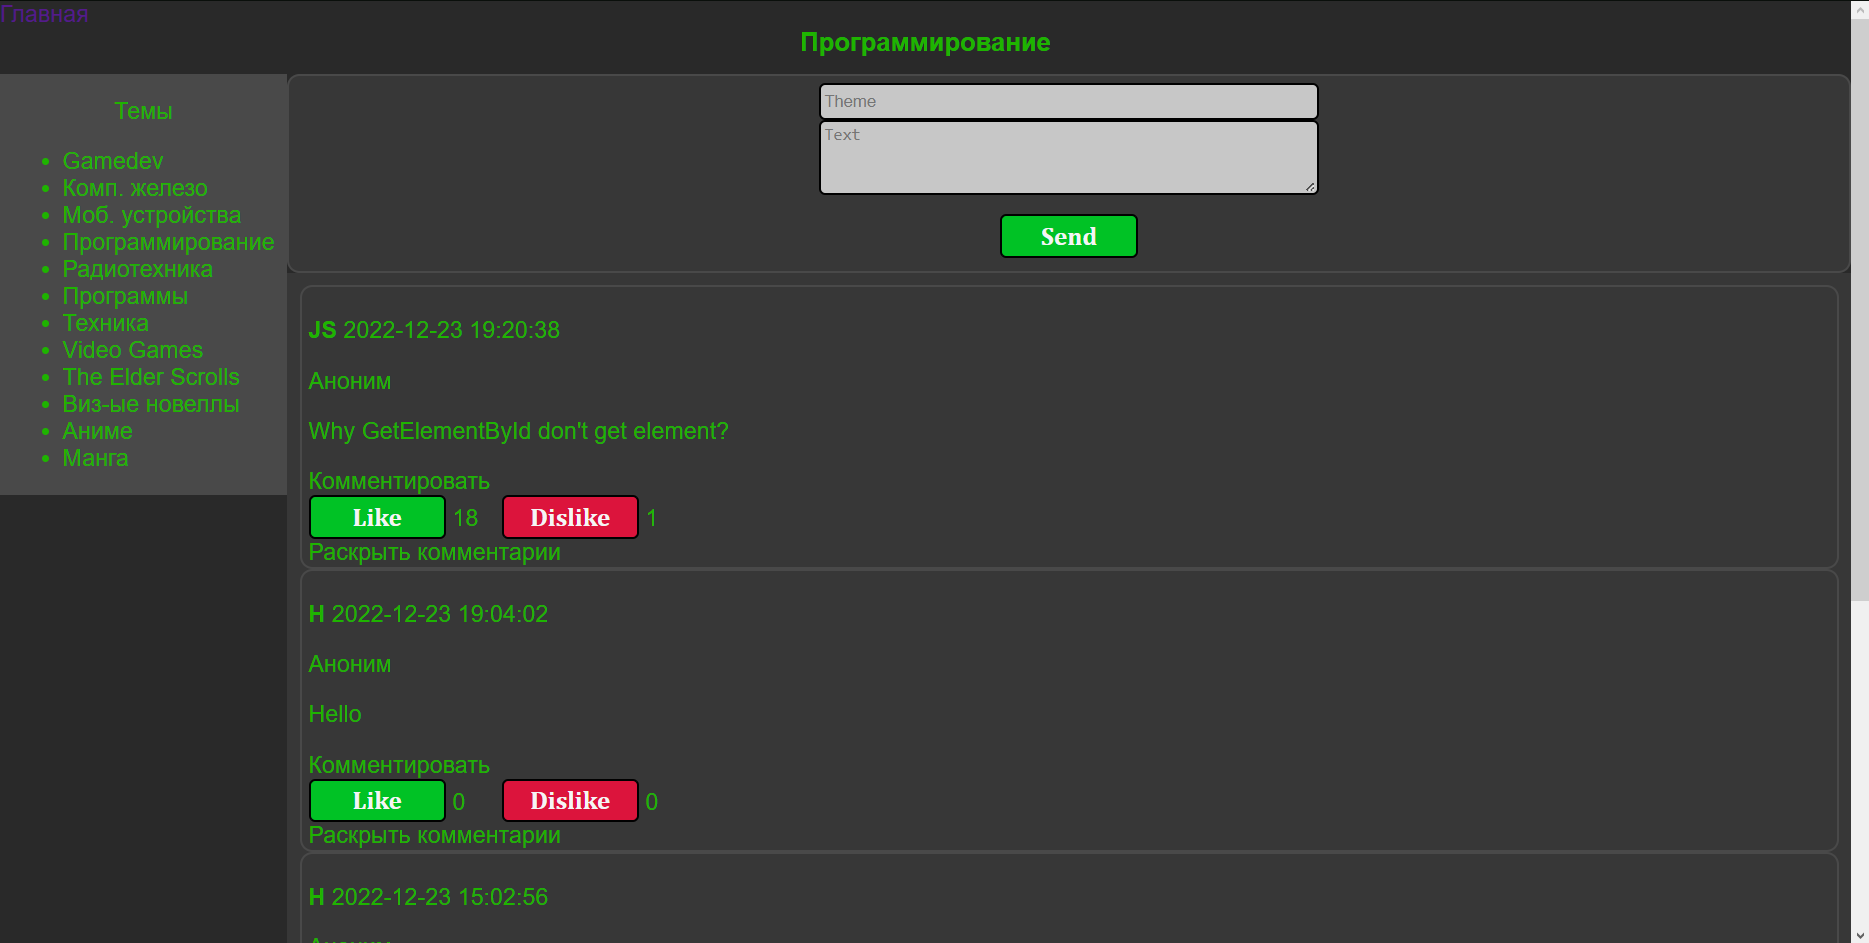 Главная
Программирование
Темы
Gamedev
Комп. железо
Моб. устройства
Программирование
Радиотехника
Программы
Техника
Video Games
The Elder Scrolls
Виз-ые новеллы
Аниме
Манга
Theme
Text
Send
JS 2022-12-23 19:20:38
Аноним
Why GetElementById don't get element?
Комментировать
Like 18 Dislike 1
Раскрыть комментарии
H 2022-12-23 19:04:02
Аноним
Hello
Комментировать
Like 0 Dislike 0
Раскрыть комментарии
H 2022-12-23 15:02:56